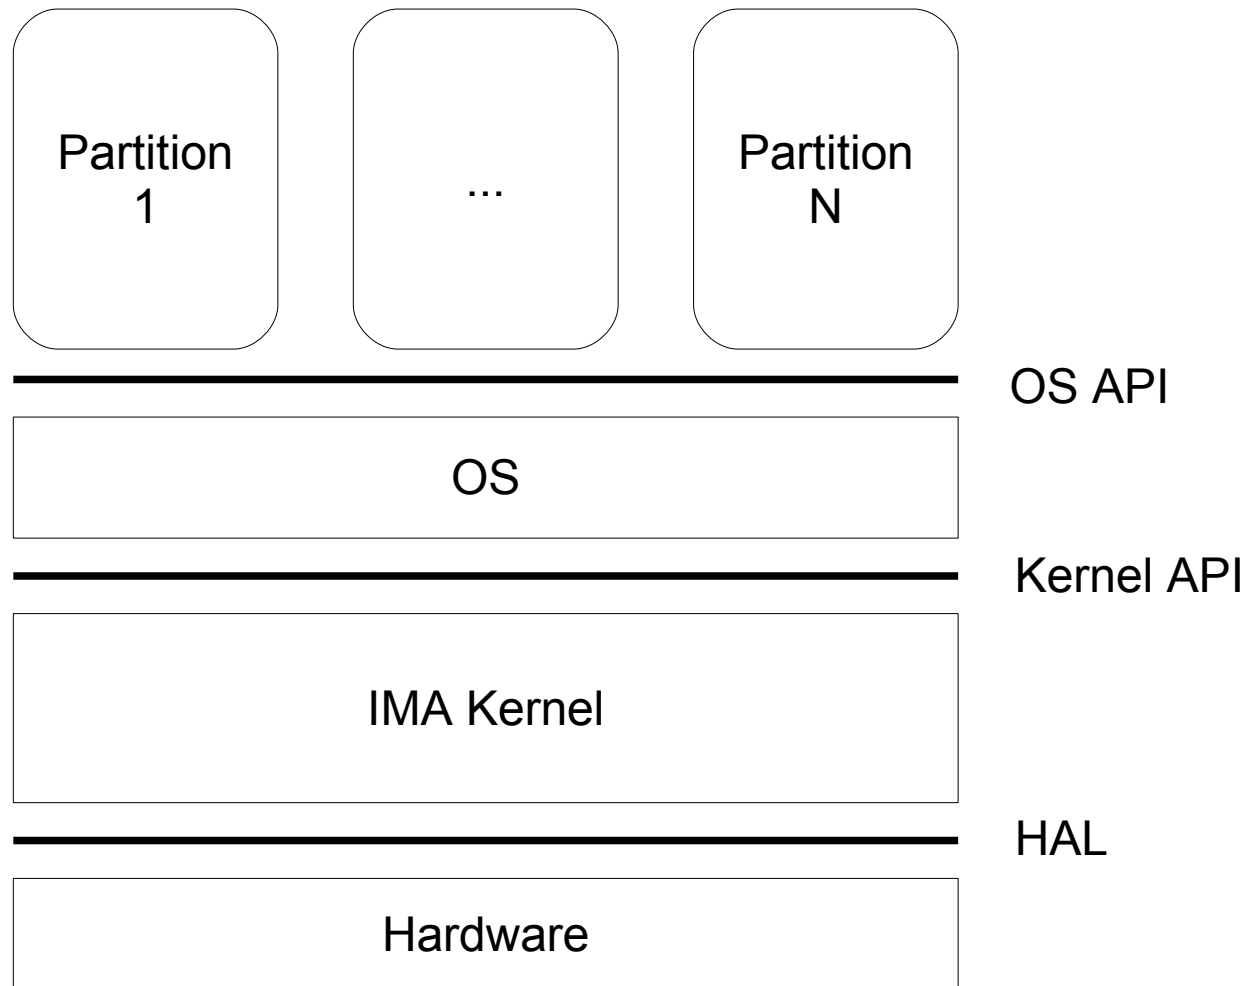 Partition
1
...
Partition
N
OS API
OS
Kernel API
IMA Kernel
HAL
Hardware